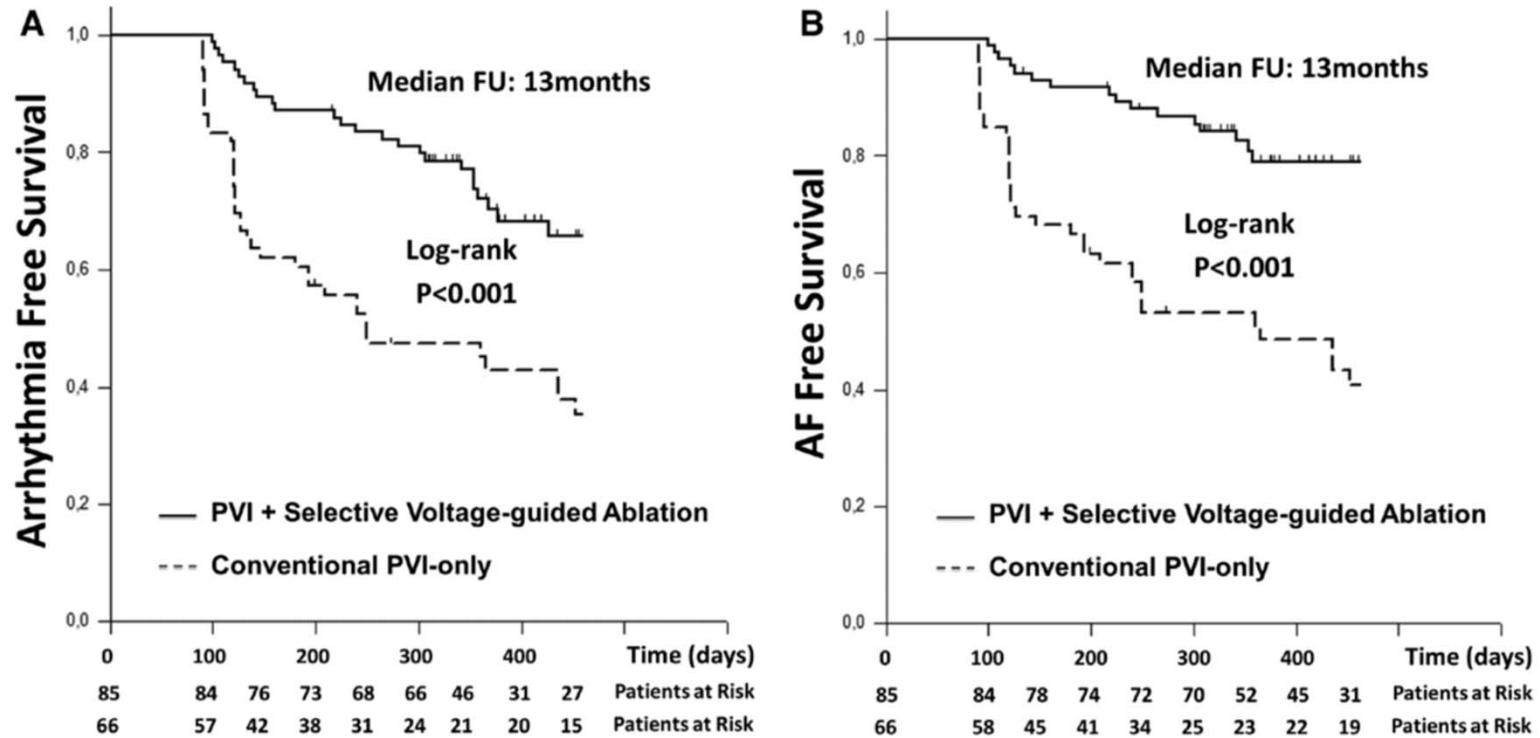 A
Arrhythmia Free Survival
1,0
0,8
0,6
0,4
0,2
0,0
Median FU: 13months
Log-rank
P<0.001
PVI + Selective Voltage-guided Ablation
Conventional PVI-only
0 100 200 300 400 Time (days)
85 84 76 73 68 66 46 31 27 Patients at Risk
66 57 42 38 31 24 21 20 15 Patients at Risk
B
AF Free Survival
1,0
0,8
0,6
0,4
0,2
0,0
Median FU: 13months
Log-rank
P<0.001
PVI + Selective Voltage-guided Ablation
Conventional PVI-only
0 100 200 300 400 Time (days)
85 84 78 74 72 70 52 45 31 Patients at Risk
66 58 45 41 34 25 23 22 19 Patients at Risk